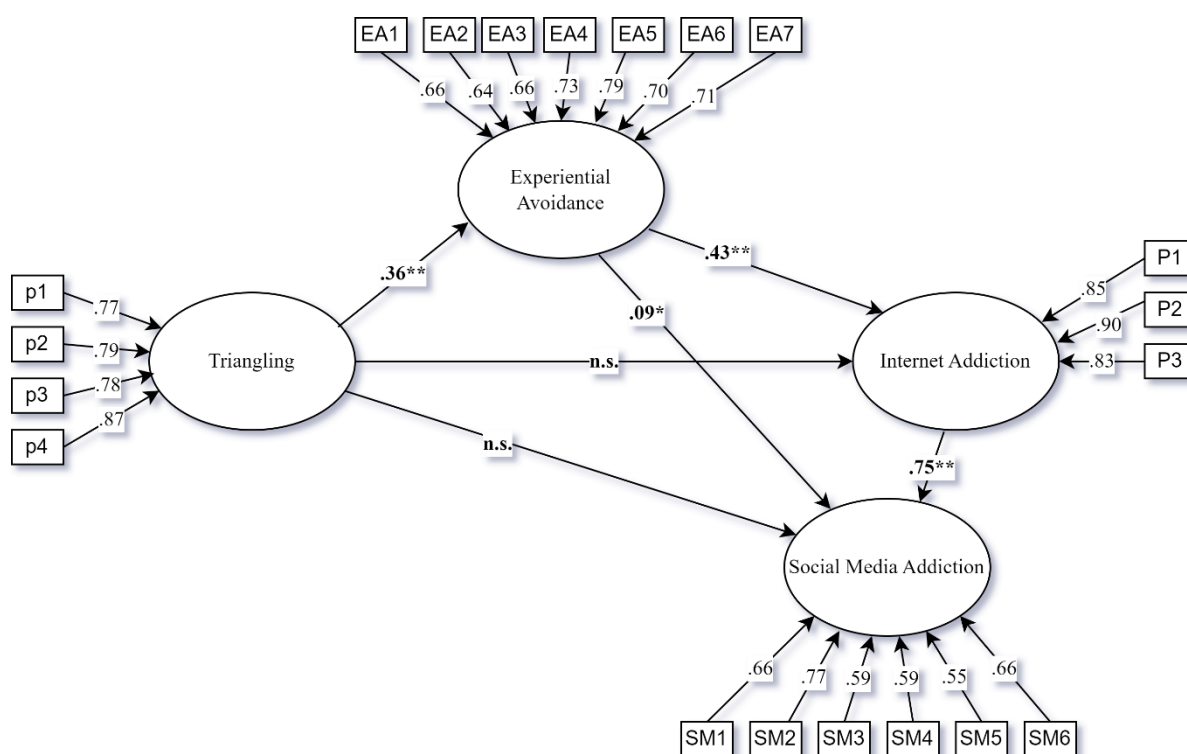 EA1 EA2 EA3 EA4 EA5 EA6 EA7
.66 .64 .66 .73 .79 .70 .71
Experiential
Avoidance
.36**
.43**
.09*
p1 .77
p2 .79
p3 .78
p4 .87
Triangling
n.s.
n.s.
Internet Addiction
P1 .85
P2 .90
P3 .83
.75**
Social Media Addiction
.66 .77 .59 .59 .55 .66
SM1 SM2 SM3 SM4 SM5 SM6